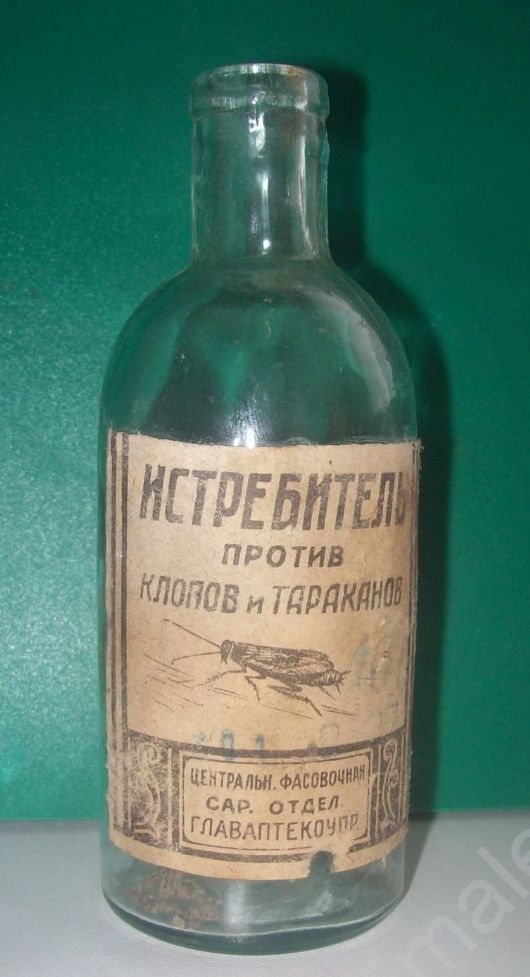 ИСТРЕБИТЕЛЬ
ПРОТИВ
КЛОПОВ и ТАРАКАНОВ
ЦЕНТРАЛЬН. ФАСОВОЧНАЯ
САР. ОТДЕЛ
ГЛАВАПТЕКОУПР.